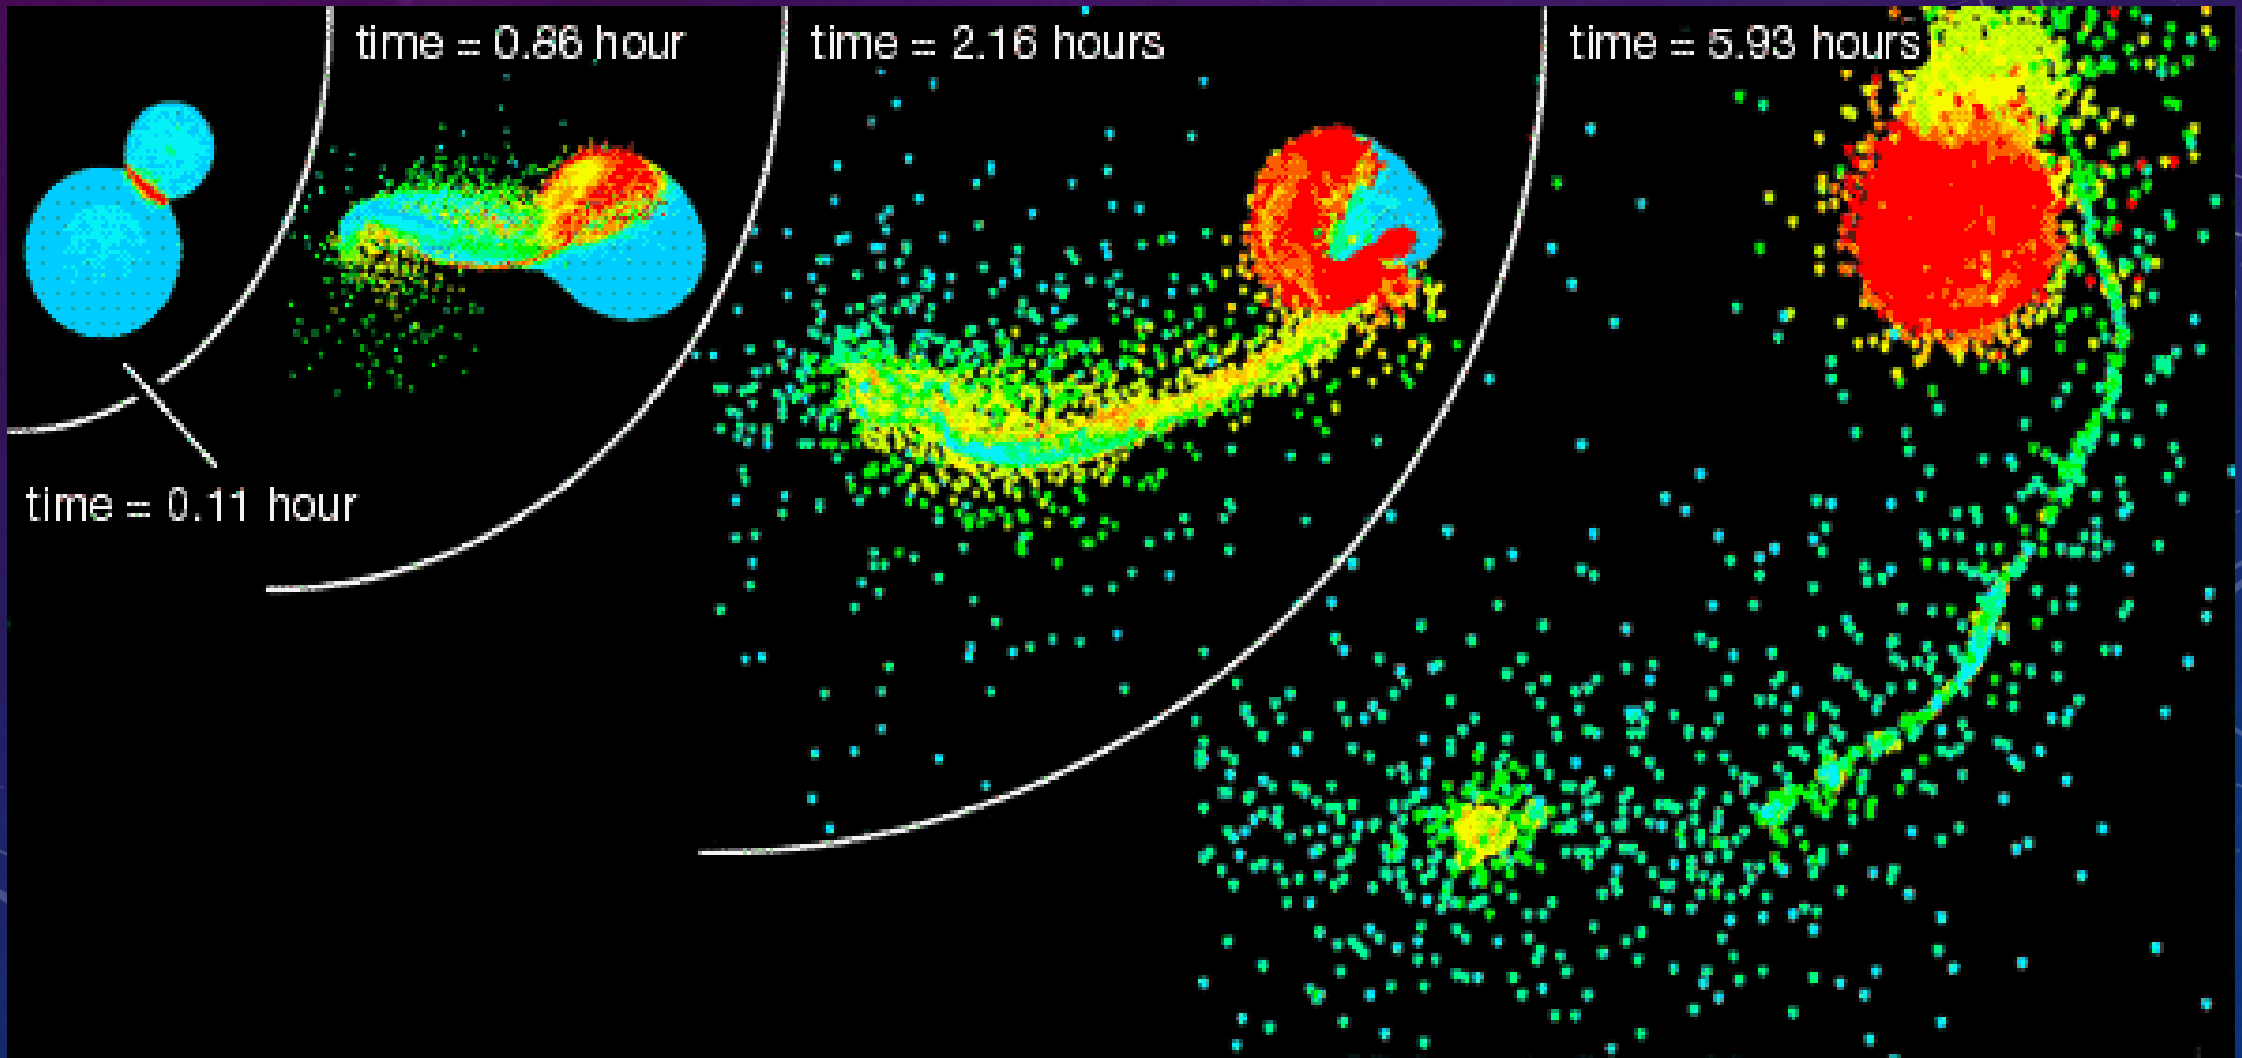 time = 0.11 hour
time = 0.86 hour
time = 2.16 hours
time = 5.93 hours